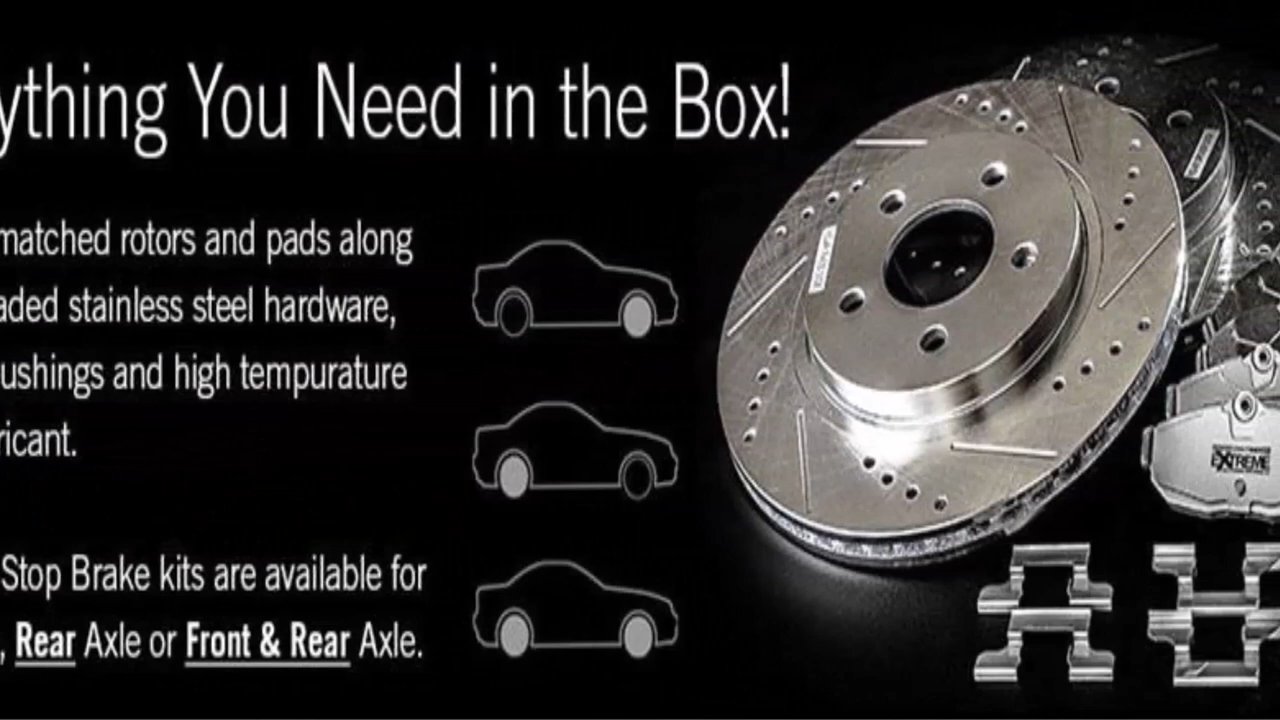 ything You Need in the Box!
matched rotors and pads along
aded stainless steel hardware,
ushings and high tempurature
ricant.
Stop Brake kits are available for
, Rear Axle or Front & Rear Axle.
EXTREME